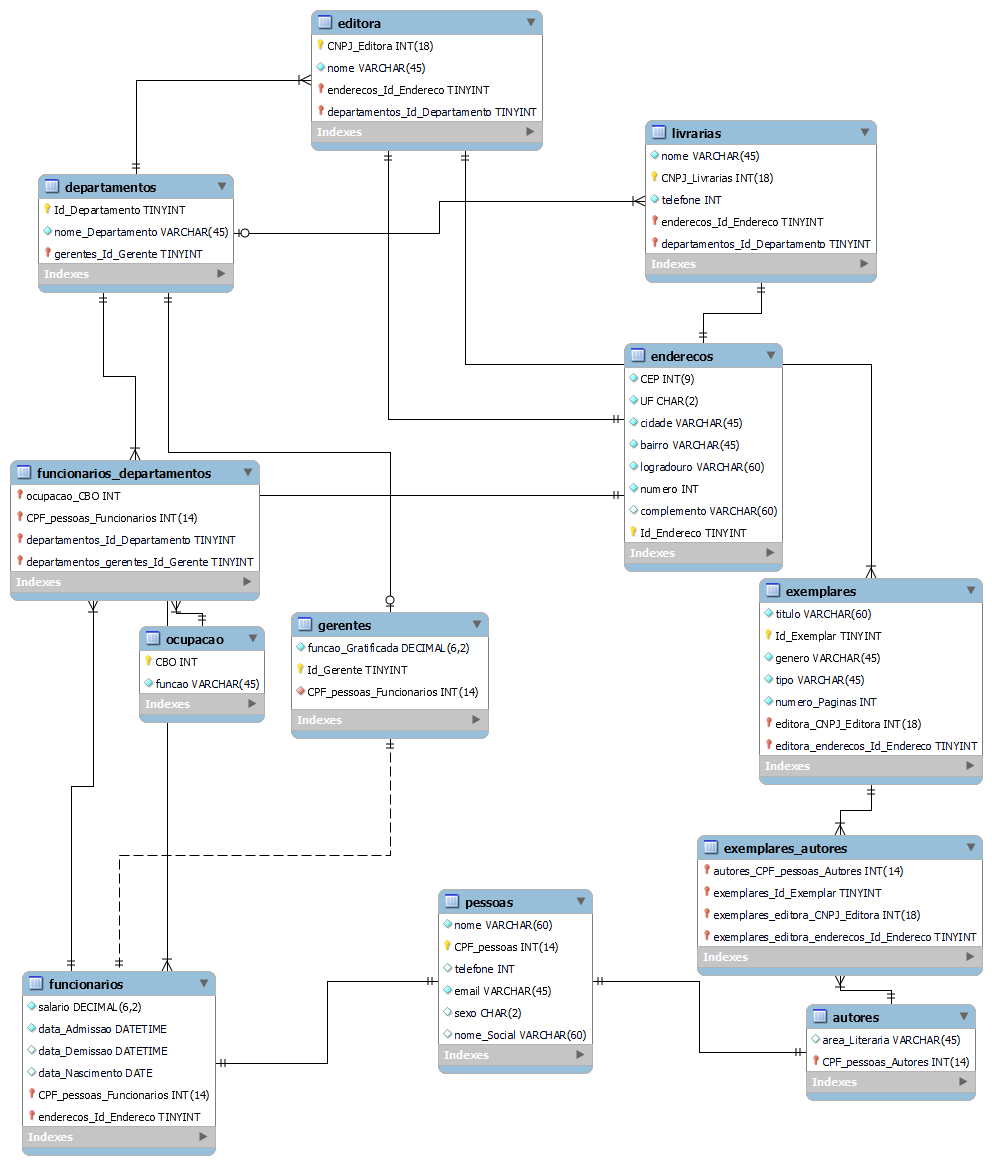 editora
CNPJ_Editora INT(18)
nome VARCHAR(45)
enderecos_Id_Endereco TINYINT
departamentos_Id_Departamento TINYINT
Indexes
livrarias
nome VARCHAR(45)
CNPJ_Livrarias INT(18)
telefone INT
enderecos_Id_Endereco TINYINT
departamentos_Id_Departamento TINYINT
Indexes
departamentos
Id_Departamento TINYINT
nome_Departamento VARCHAR(45)
gerentes_Id_Gerente TINYINT
Indexes
enderecos
CEP INT(9)
UF CHAR(2)
cidade VARCHAR(45)
bairro VARCHAR(45)
logradouro VARCHAR(60)
numero INT
complemento VARCHAR(60)
Id_Endereco TINYINT
Indexes
funcionarios_departamentos
ocupacao_CBO INT
CPF_pessoas_Funcionarios INT(14)
departamentos_Id_Departamento TINYINT
departamentos_gerentes_Id_Gerente TINYINT
Indexes
exemplares
titulo VARCHAR(60)
Id_Exemplar TINYINT
genero VARCHAR(45)
tipo VARCHAR(45)
numero_Paginas INT
editora_CNPJ_Editora INT(18)
editora_enderecos_Id_Endereco TINYINT
Indexes
ocupacao
CBO INT
funcao VARCHAR(45)
Indexes
gerentes
funcao_Gratificada DECIMAL(6,2)
Id_Gerente TINYINT
CPF_pessoas_Funcionarios INT(14)
Indexes
exemplares_autores
autores_CPF_pessoas_Autores INT(14)
exemplares_Id_Exemplar TINYINT
exemplares_editora_CNPJ_Editora INT(18)
exemplares_editora_enderecos_Id_Endereco TINYINT
Indexes
pessoas
nome VARCHAR(60)
CPF_pessoas INT(14)
telefone INT
email VARCHAR(45)
sexo CHAR(2)
nome_Social VARCHAR(60)
Indexes
funcionarios
salario DECIMAL(6,2)
data_Admissao DATETIME
data_Demissao DATETIME
data_Nascimento DATE
CPF_pessoas_Funcionarios INT(14)
enderecos_Id_Endereco TINYINT
Indexes
autores
area_Literaria VARCHAR(45)
CPF_pessoas_Autores INT(14)
Indexes